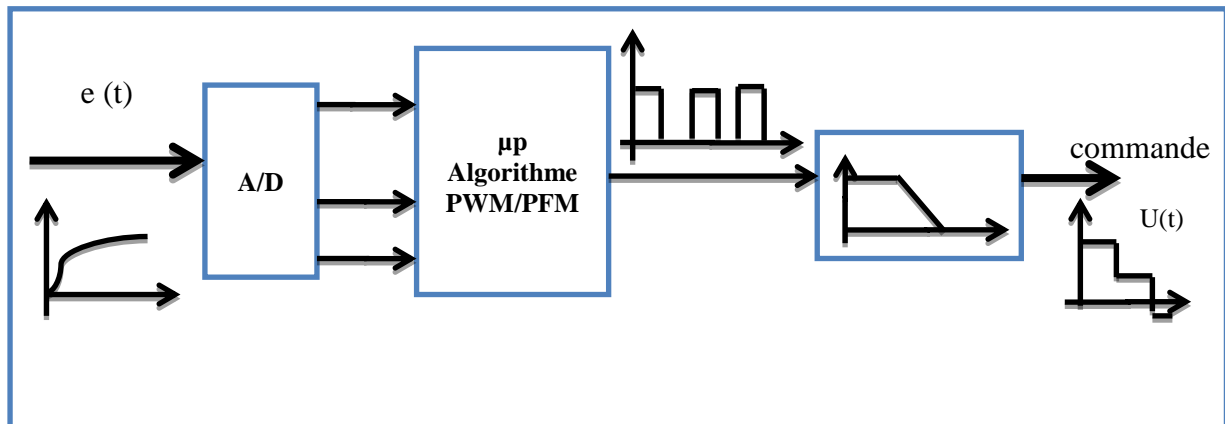 e (t)
A/D
µp
Algorithme
PWM/PFM
commande
U(t)